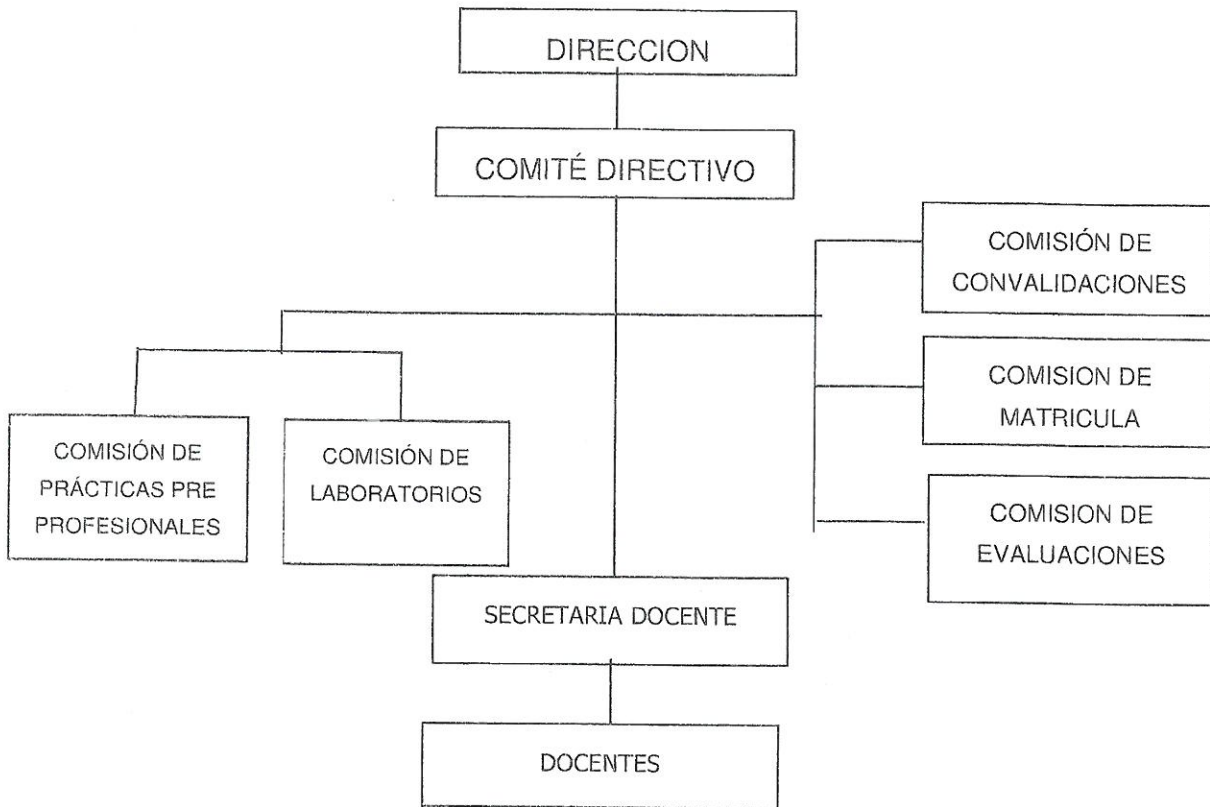 DIRECCION
COMITÉ DIRECTIVO
COMISIÓN DE
CONVALIDACIONES
COMISION DE
MATRICULA
COMISIÓN DE
PRÁCTICAS PRE
PROFESIONALES
COMISIÓN DE
LABORATORIOS
COMISION DE
EVALUACIONES
SECRETARIA DOCENTE
DOCENTES